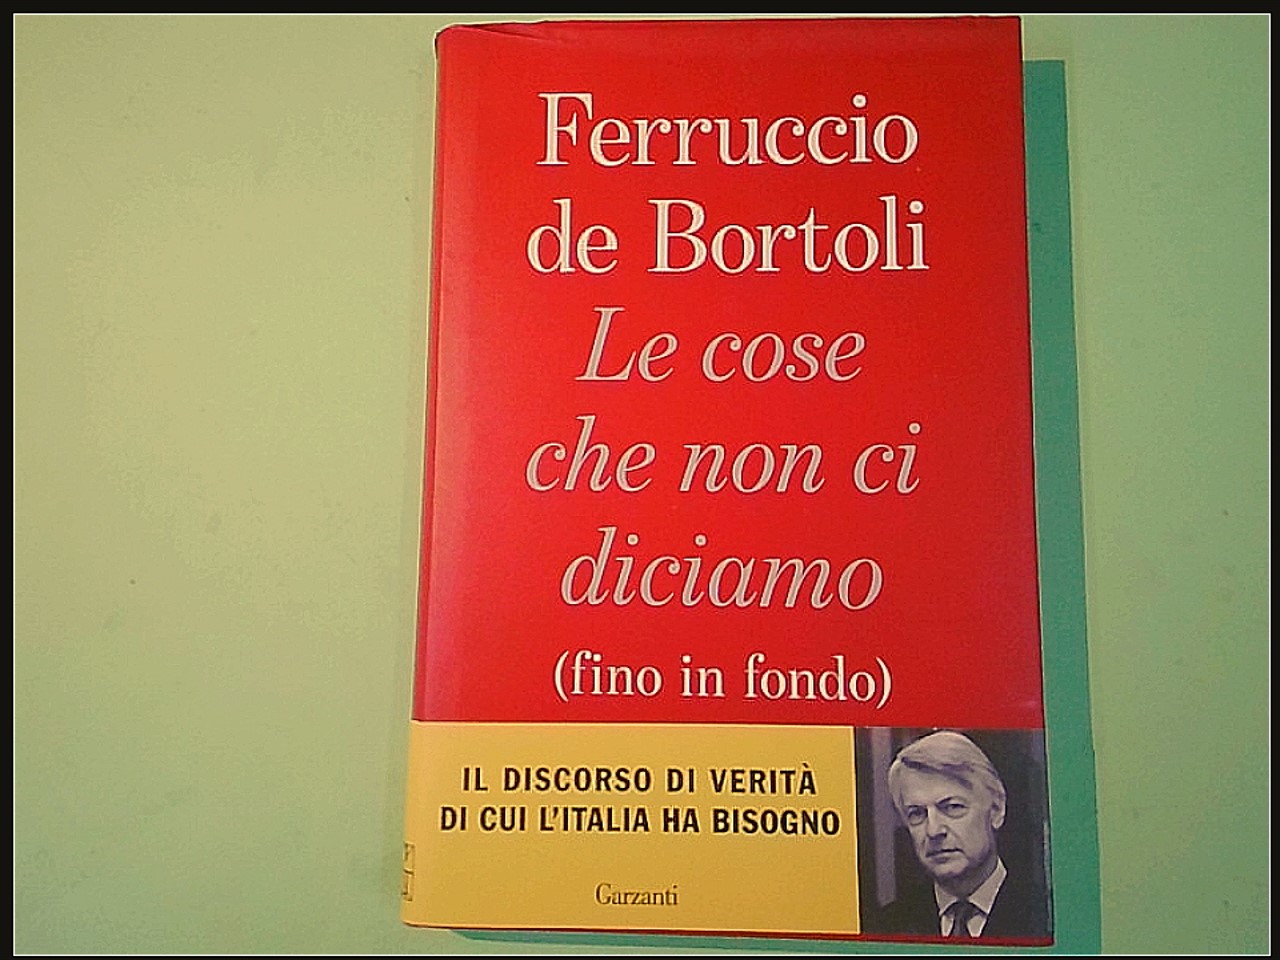 Ferruccio
de Bortoli
Le cose
che non ci
diciamo
(fino in fondo)
IL DISCORSO DI VERITÀ
DI CUI L'ITALIA HA BISOGNO
Garzanti